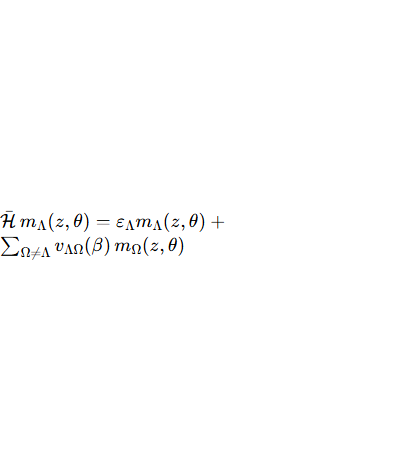 $\bar{\mathcal{H}}\, m_\Lambda(z,\theta) = \varepsilon_\Lambda m_\Lambda(z,\theta) +$
$\sum_{\Omega \neq \Lambda} v_{\Lambda\Omega}(\beta)\, m_\Omega(z,\theta)$